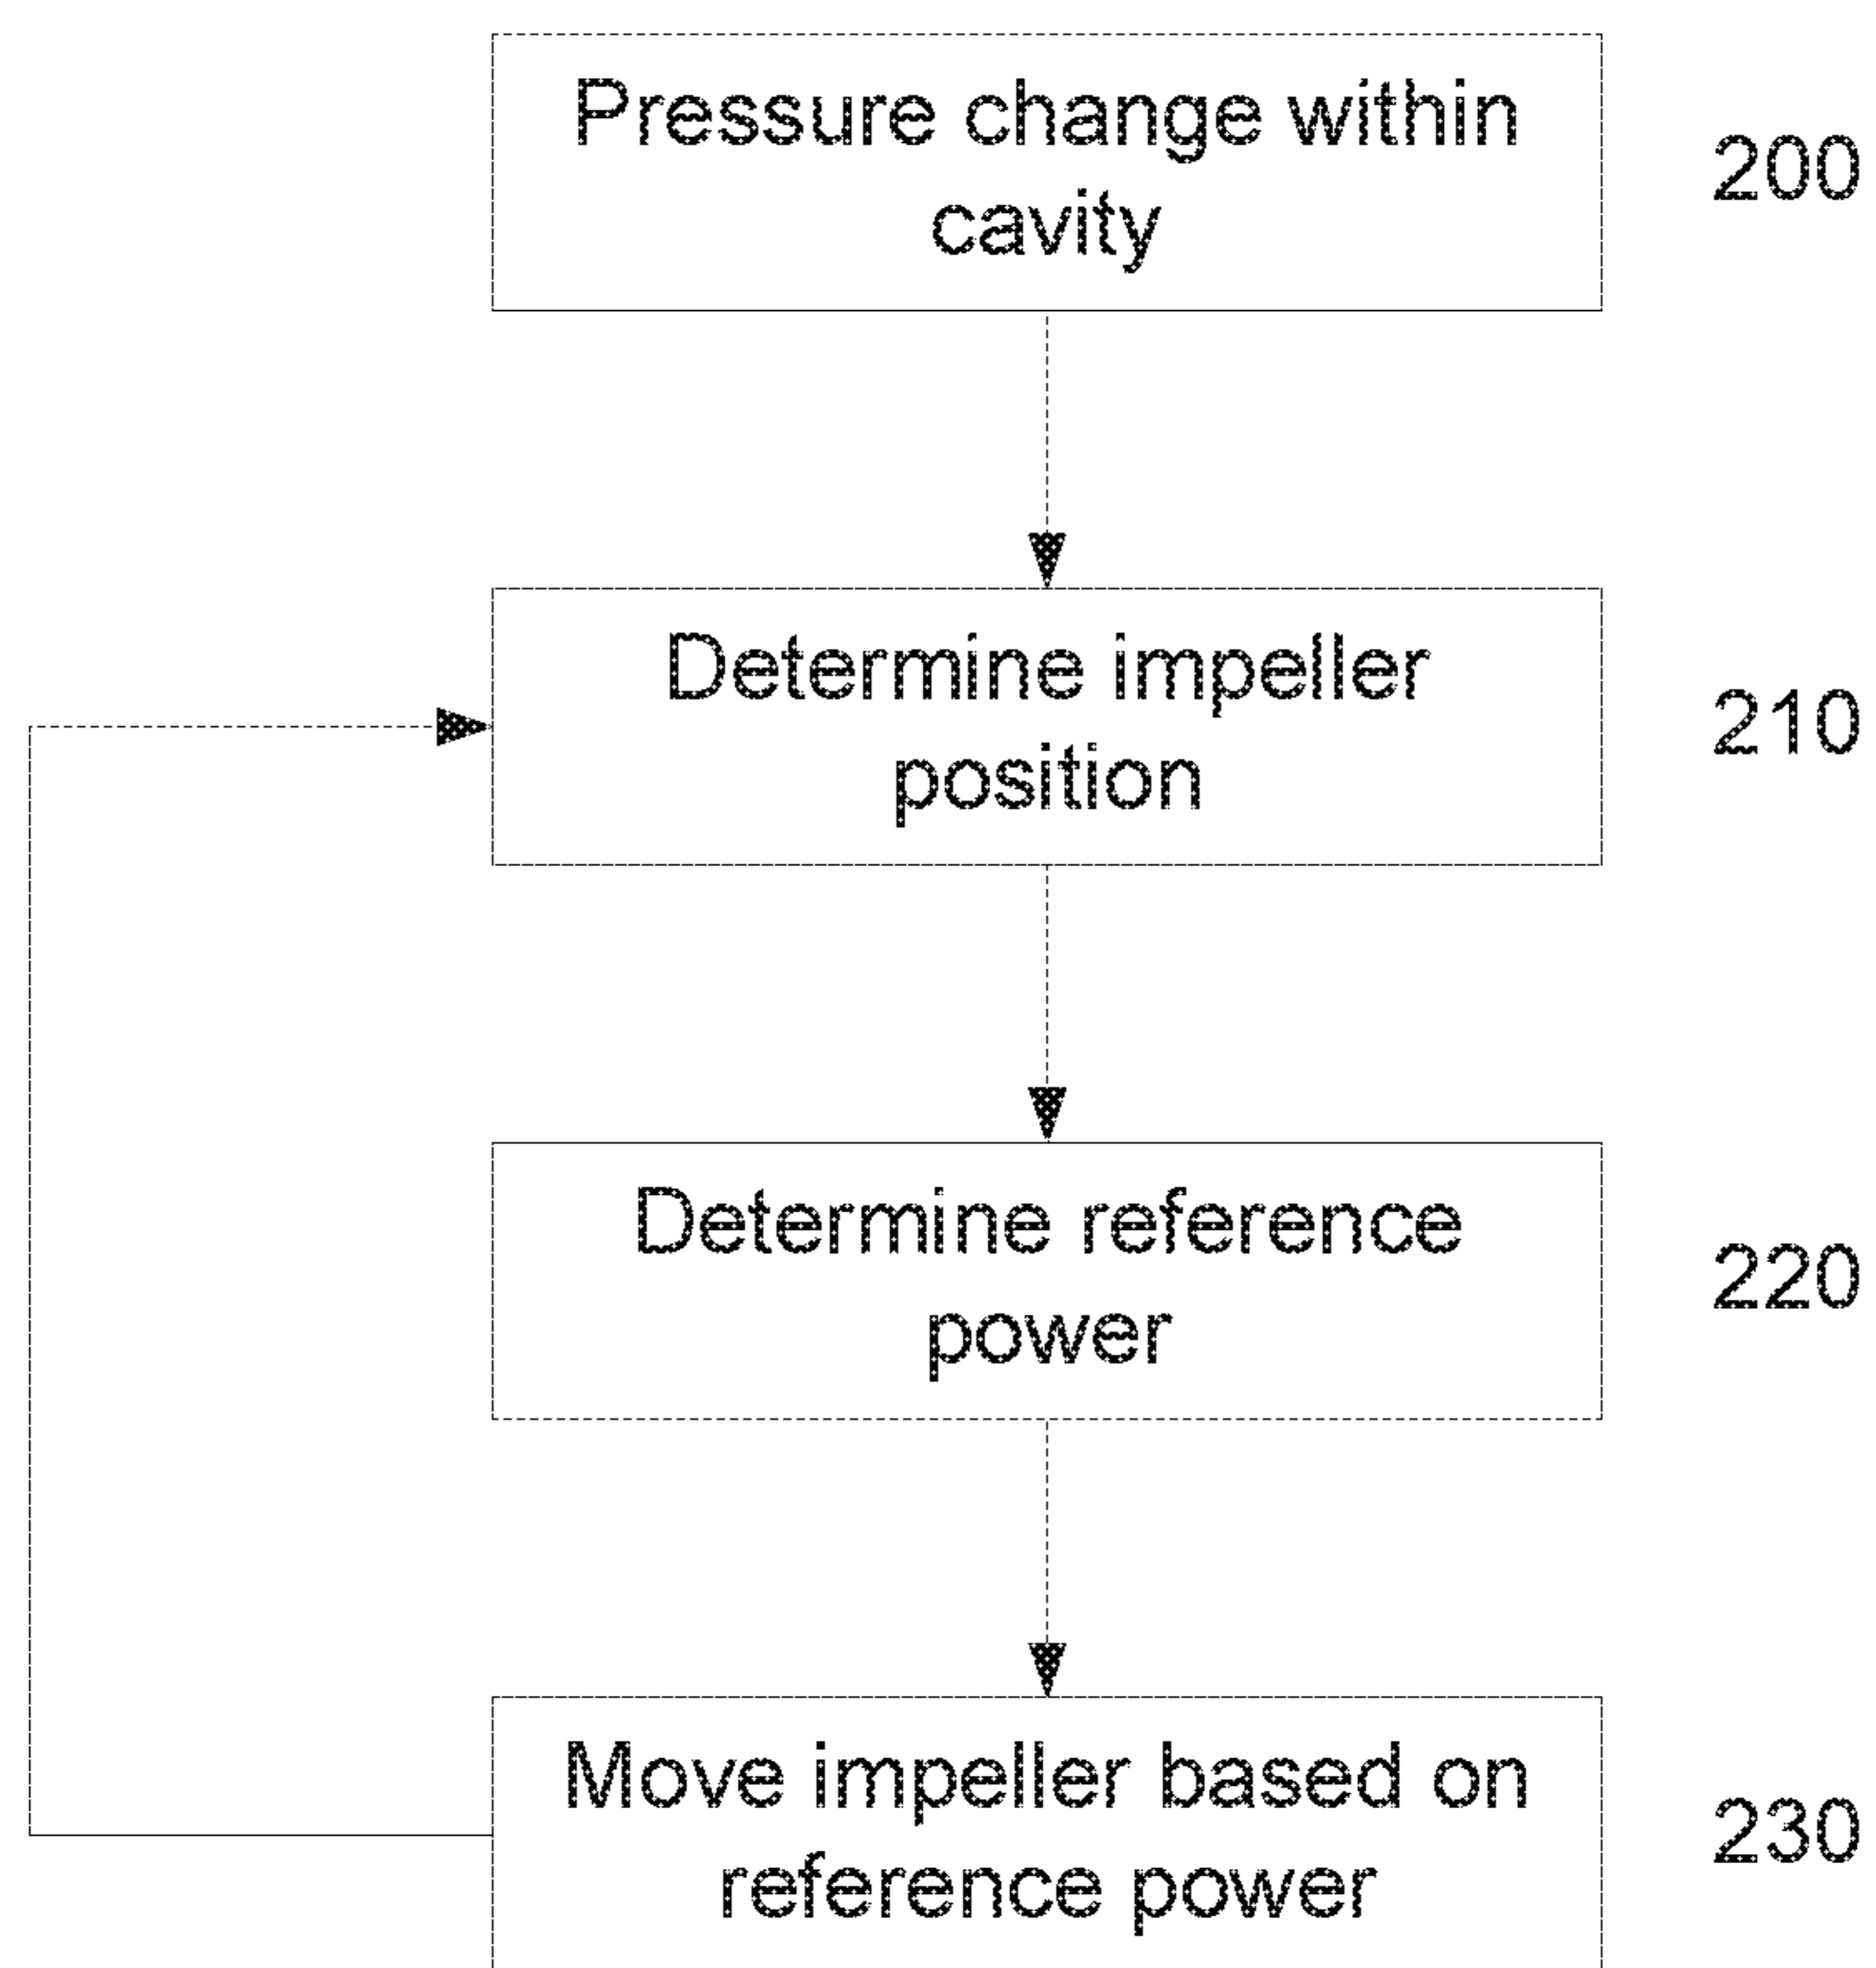 Pressure change within
cavity
200
Determine impeller
position
210
Determine reference
power
220
Move impeller based on
reference power
230